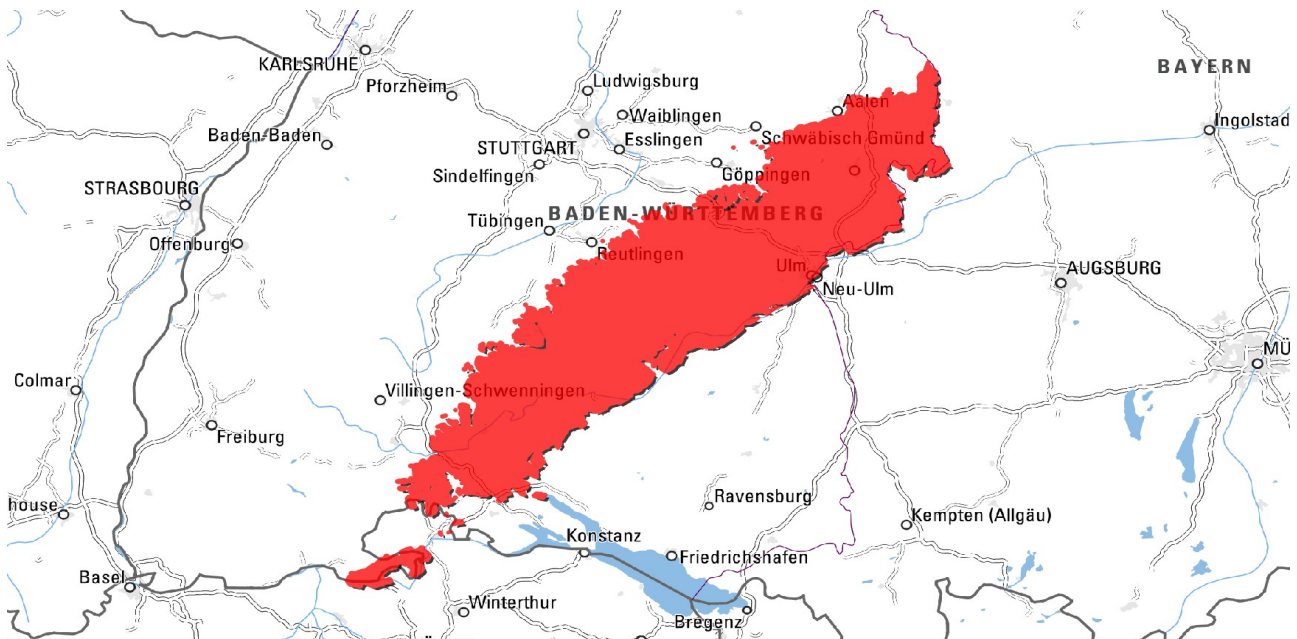 KARLSRUHE
BAYERN
Pforzheim
Ludwigsburg
Aalen
Waiblingen
Ingolstad
Baden-Baden
Schwäbisch Gmünd
STUTTGART
Esslingen
Sindelfingen
Göppingen
STRASBOURG
Tübingen
BADEN-WÜRTTEMBERG
Offenburg
Reutlingen
Ulm
AUGSBURG
Neu-Ulm
MÜ
Colmar
Villingen-Schwenningen
Freiburg
house
Ravensburg
Kempten (Allgäu)
Konstanz
Friedrichshafen
Basel
Winterthur
Bregenz